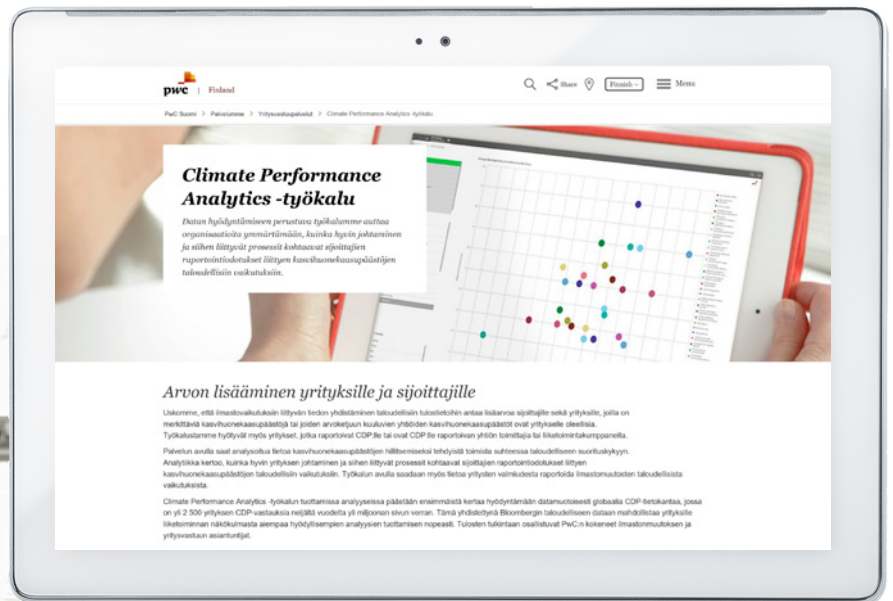 pwc | Finland
Share
Finnish
Menu
PwC Suomi > Palvelumme > Yritysvastuupalvelut > Climate Performance Analytics -työkalu
Climate Performance
Analytics -työkalu
Datan hyödyntämiseen perustuva työkalumme auttaa
organisaatioita ymmärtämään, kuinka hyvin johtaminen
ja siihen liittyvät prosessit kohtaavat sijoittajien
raportointiodotukset liittyen kasvihuonekaasupäästöjen
taloudellisiin vaikutuksiin.
Arvon lisääminen yrityksille ja sijoittajille
Uskomme, että ilmastovaikutuksiin liittyvän tiedon yhdistäminen taloudellisiin tulostietoihin antaa lisäarvoa sijoittajille sekä yrityksille, joilla on
merkittäviä kasvihuonekaasupäästöjä tai joiden arvoketjuun kuuluvien yhtiöiden kasvihuonekaasupäästöt ovat yritykselle oleellisia.
Työkalustamme hyötyvät myös yritykset, jotka raportoivat CDP:lle tai ovat CDP:lle raportoivan yhtiön toimittajia tai liiketoimintakumppaneita.
Palvelun avulla saat analysoitua tietoa kasvihuonekaasupäästöjen hillitsemiseksi tehdyistä toimista suhteessa taloudelliseen suorituskykyyn.
Analytiikka kertoo, kuinka hyvin yrityksen johtaminen ja siihen liittyvät prosessit kohtaavat sijoittajien raportointiodotukset liittyen
kasvihuonekaasupäästöjen taloudellisiin vaikutuksiin. Työkalun avulla saadaan myös tietoa yritysten valmiudesta raportoida ilmastomuutosten taloudellisista
vaikutuksista.
Climate Performance Analytics -työkalun tuottamissa analyyseissa päästään ensimmäistä kertaa hyödyntämään datamuotoisesti globaalia CDP-tietokantaa, jossa
on yli 2 500 yrityksen CDP-vastauksia neljältä vuodelta yli miljoonan sivun verran. Tämä yhdistettynä Bloombergin taloudelliseen dataan mahdollistaa yrityksille
liiketoiminnan näkökulmasta aiempaa hyödyllisempien analyysien tuottamisen nopeasti. Tulosten tulkintaan osallistuvat PwC:n kokeneet ilmastonmuutoksen ja
yritysvastuun asiantuntijat.